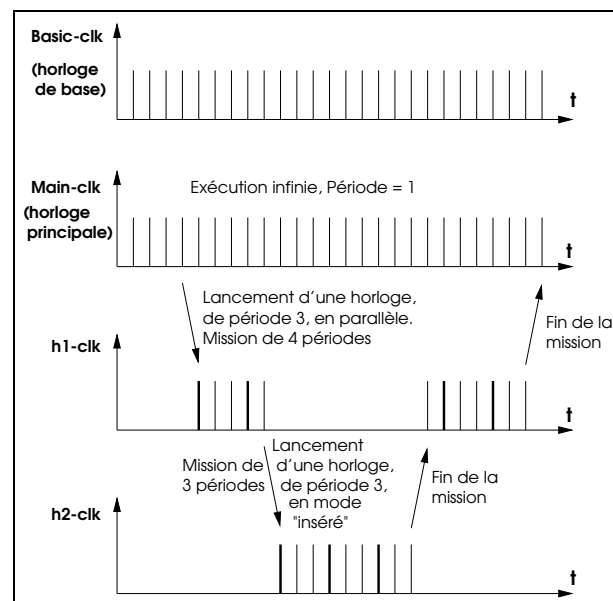 Basic-clk
(horloge
de base)
t
Main-clk
Exécution infinie, Période = 1
(horloge
principale)
t
Lancement d'une horloge,
de période 3, en parallèle.
Mission de 4 périodes
Fin de la
mission
h1-clk
t
Mission de
3 périodes
Lancement
d'une horloge,
de période 3,
en mode
"inséré"
Fin de la
mission
h2-clk
t